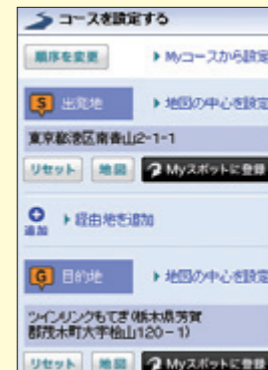 コースを設定する
順序を変更 Myコースから設定
S 出発地 地図の中心を設定
東京都港区南青山2-1-1
リセット 地図 Myスポットに登録
追加 経由地を追加
G 目的地 地図の中心を設定
ツインリンクもてぎ(栃木県芳賀
郡茂木町大字桧山120-1)
リセット 地図 Myスポットに登録